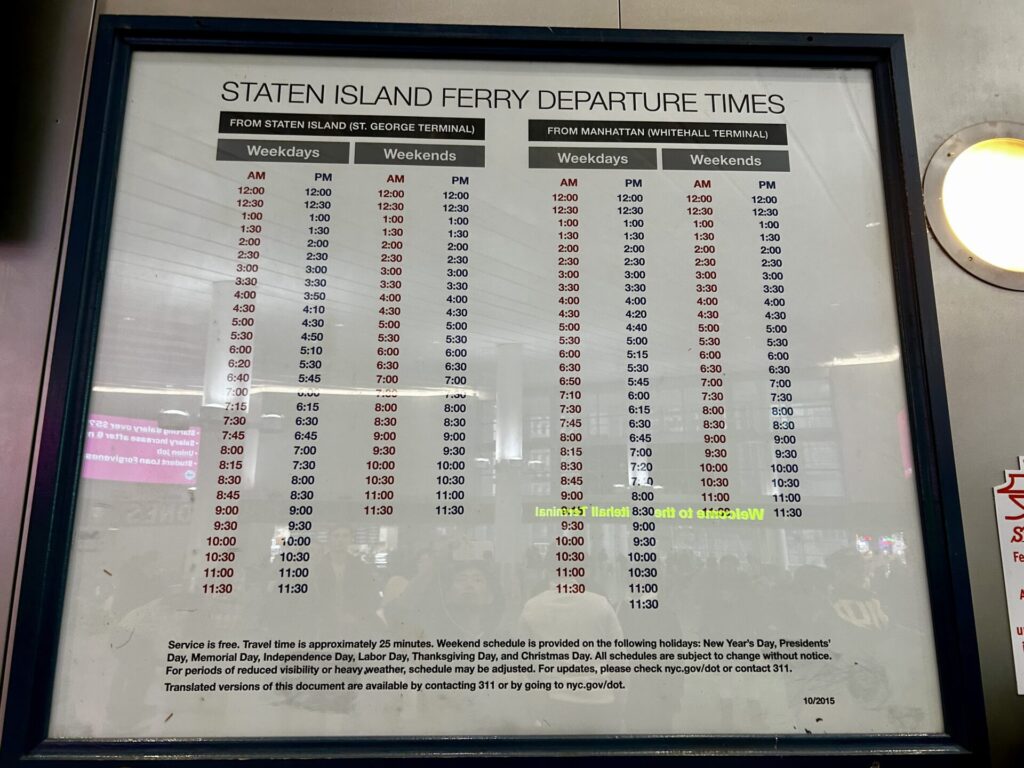 STATEN ISLAND FERRY DEPARTURE TIMES
FROM STATEN ISLAND (ST. GEORGE TERMINAL) FROM MANHATTAN (WHITEHALL TERMINAL)
Weekdays Weekends Weekdays Weekends
AM PM AM PM AM PM AM PM
12:00 12:00 12:00 12:00 12:00 12:00 12:00 12:00
12:30 12:30 12:30 12:30 12:30 12:30 12:30 12:30
1:00 1:00 1:00 1:00 1:00 1:00 1:00 1:00
1:30 1:30 1:30 1:30 1:30 1:30 1:30 1:30
2:00 2:00 2:00 2:00 2:00 2:00 2:00 2:00
2:30 2:30 2:30 2:30 2:30 2:30 2:30 2:30
3:00 3:00 3:00 3:00 3:00 3:00 3:00 3:00
3:30 3:30 3:30 3:30 3:30 3:30 3:30 3:30
4:00 3:50 4:00 4:00 4:00 4:00 4:00 4:00
4:30 4:10 4:30 4:30 4:30 4:20 4:30 4:30
5:00 4:30 5:00 5:00 5:00 4:40 5:00 5:00
5:30 4:50 5:30 5:30 5:30 5:00 5:30 5:30
6:00 5:10 6:00 6:00 6:00 5:15 6:00 6:00
6:20 5:30 6:30 6:30 6:30 5:30 6:30 6:30
6:40 5:45 7:00 7:00 6:50 5:45 7:00 7:00
7:00 6:00 7:30 7:30 7:10 6:00 7:30 7:30
7:15 6:15 8:00 8:00 7:30 6:15 8:00 8:00
7:30 6:30 8:30 8:30 7:45 6:30 8:30 8:30
7:45 6:45 9:00 9:00 8:00 6:45 9:00 9:00
8:00 7:00 9:30 9:30 8:15 7:00 9:30 9:30
8:15 7:30 10:00 10:00 8:30 7:20 10:00 10:00
8:30 8:00 10:30 10:30 8:45 7:40 10:30 10:30
8:45 8:30 11:00 11:00 9:00 8:00 11:00 11:00
9:00 9:00 11:30 11:30 8:30 11:30
9:30 9:30 9:30 9:00
10:00 10:00 10:00 9:30
10:30 10:30 10:30 10:00
11:00 11:00 11:00 10:30
11:30 11:30 11:30 11:00
11:30
Service is free. Travel time is approximately 25 minutes. Weekend schedule is provided on the following holidays: New Year's Day, Presidents'
Day, Memorial Day, Independence Day, Labor Day, Thanksgiving Day, and Christmas Day. All schedules are subject to change without notice.
For periods of reduced visibility or heavy weather, schedule may be adjusted. For updates, please check nyc.gov/dot or contact 311.
Translated versions of this document are available by contacting 311 or by going to nyc.gov/dot.
10/2015